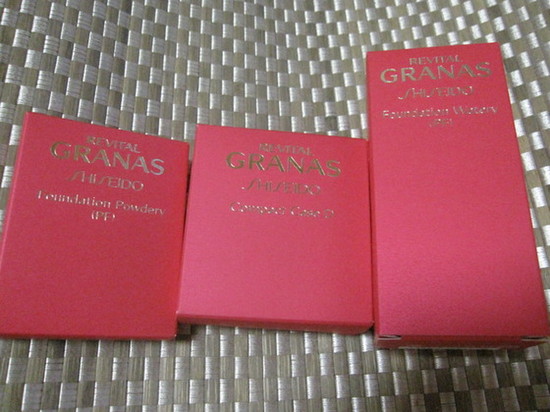 REVITAL
GRANAS
SHISEIDO
Foundation Powdery
(PF)
REVITAL
GRANAS
SHISEIDO
Compact Case
REVITAL
GRANAS
SHISEIDO
Foundation Watery